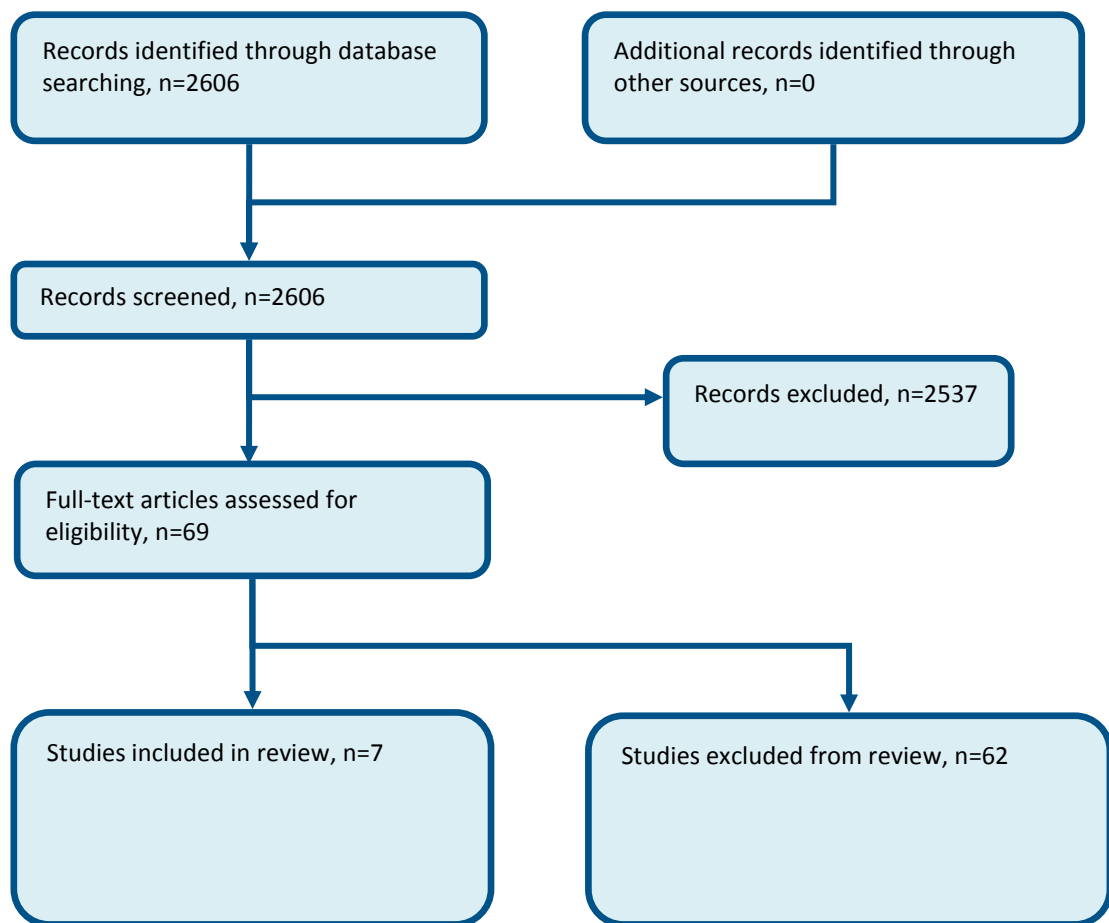 Records identified through database
searching, n=2606
Additional records identified through
other sources, n=0
Records screened, n=2606
Records excluded, n=2537
Full-text articles assessed for
eligibility, n=69
Studies included in review, n=7
Studies excluded from review, n=62